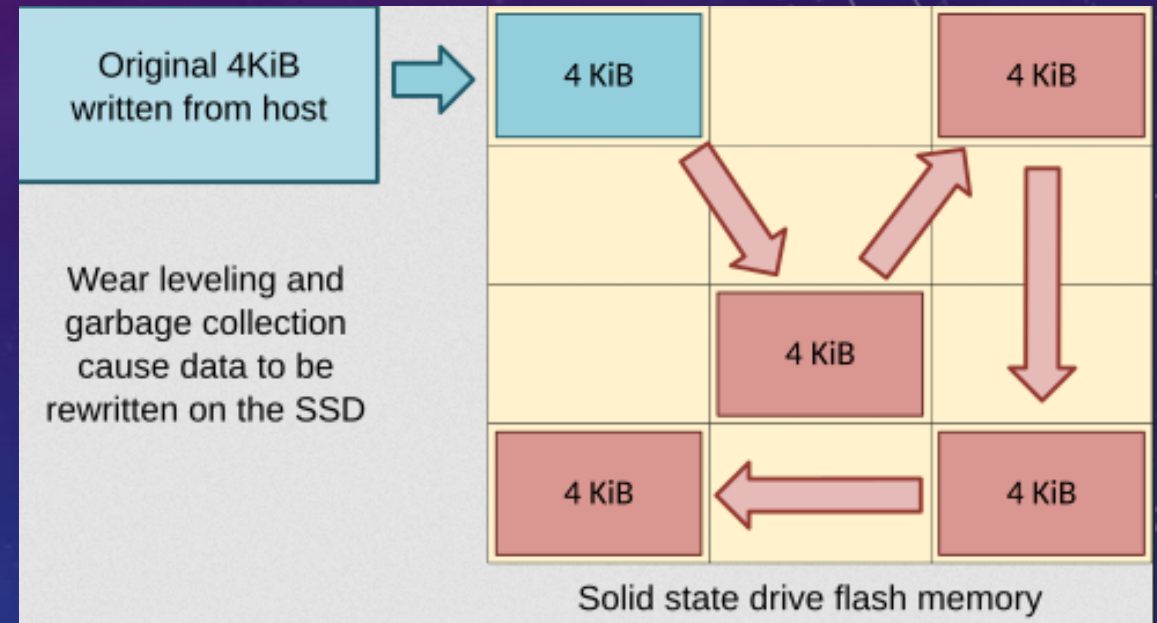 Original 4KiB
written from host
4 KiB
4 KiB
Wear leveling and
garbage collection
cause data to be
rewritten on the SSD
4 KiB
4 KiB
4 KiB
Solid state drive flash memory